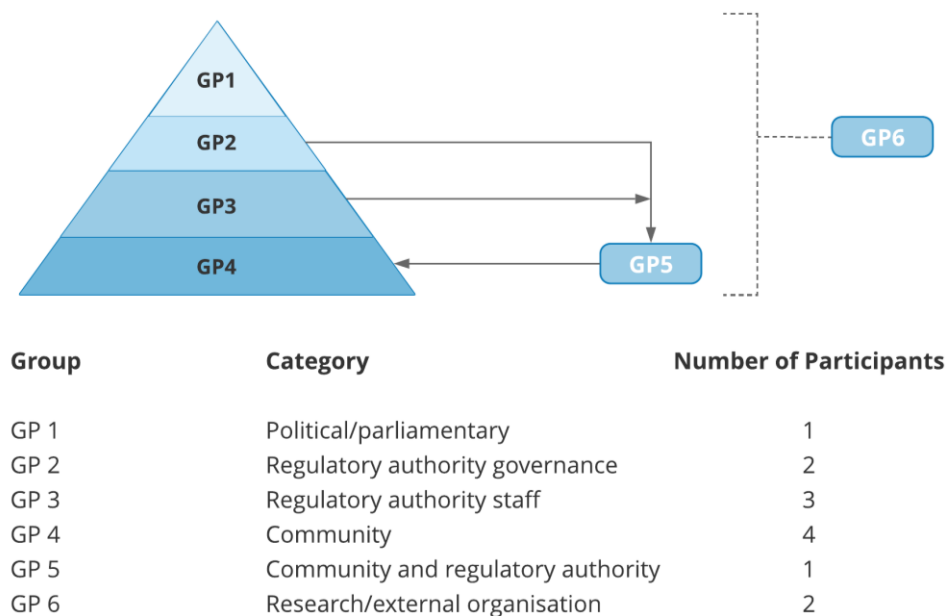 GP1
GP2
GP6
GP3
GP4
GP5
Group Category Number of Participants
GP 1 Political/parliamentary 1
GP 2 Regulatory authority governance 2
GP 3 Regulatory authority staff 3
GP 4 Community 4
GP 5 Community and regulatory authority 1
GP 6 Research/external organisation 2